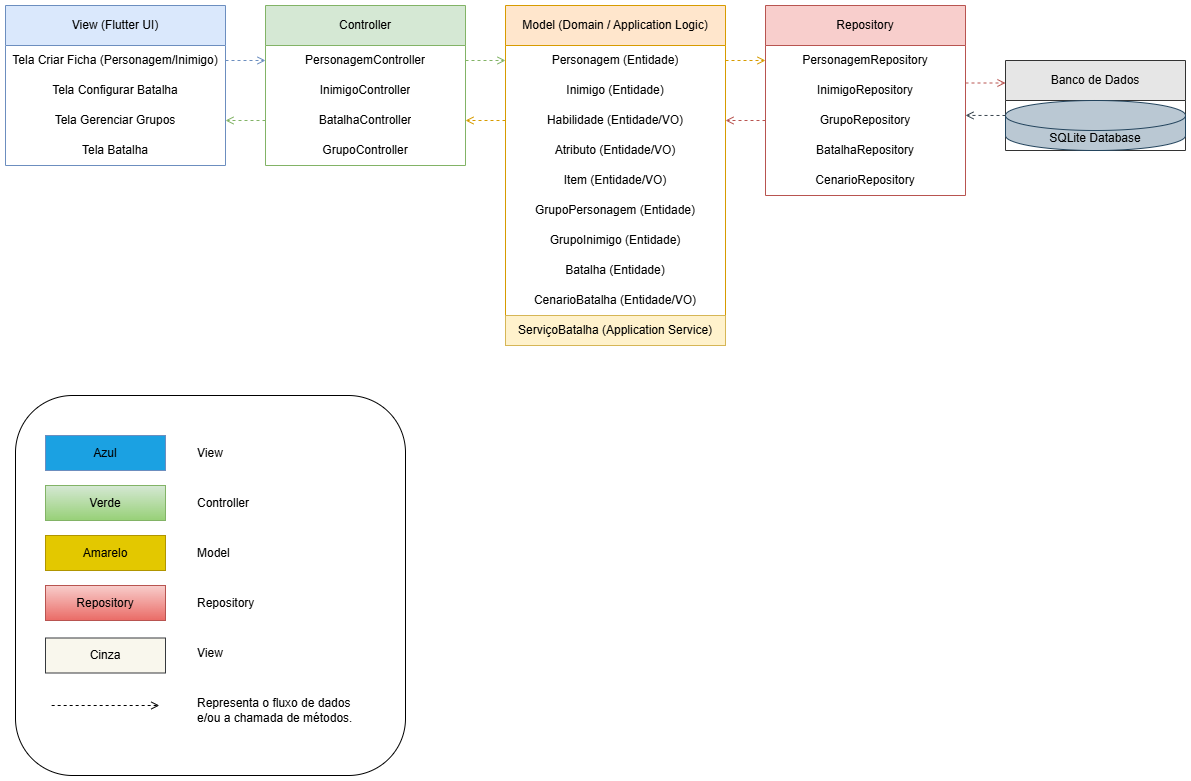 View (Flutter UI)
Tela Criar Ficha (Personagem/Inimigo)
Tela Configurar Batalha
Tela Gerenciar Grupos
Tela Batalha
Controller
PersonagemController
InimigoController
BatalhaController
GrupoController
Model (Domain / Application Logic)
Personagem (Entidade)
Inimigo (Entidade)
Habilidade (Entidade/VO)
Atributo (Entidade/VO)
Item (Entidade/VO)
GrupoPersonagem (Entidade)
GrupoInimigo (Entidade)
Batalha (Entidade)
CenarioBatalha (Entidade/VO)
ServiçoBatalha (Application Service)
Repository
PersonagemRepository
InimigoRepository
GrupoRepository
BatalhaRepository
CenarioRepository
Banco de Dados
SQLite Database
Azul
View
Verde
Controller
Amarelo
Model
Repository
Repository
Cinza
View
Representa o fluxo de dados
e/ou a chamada de métodos.